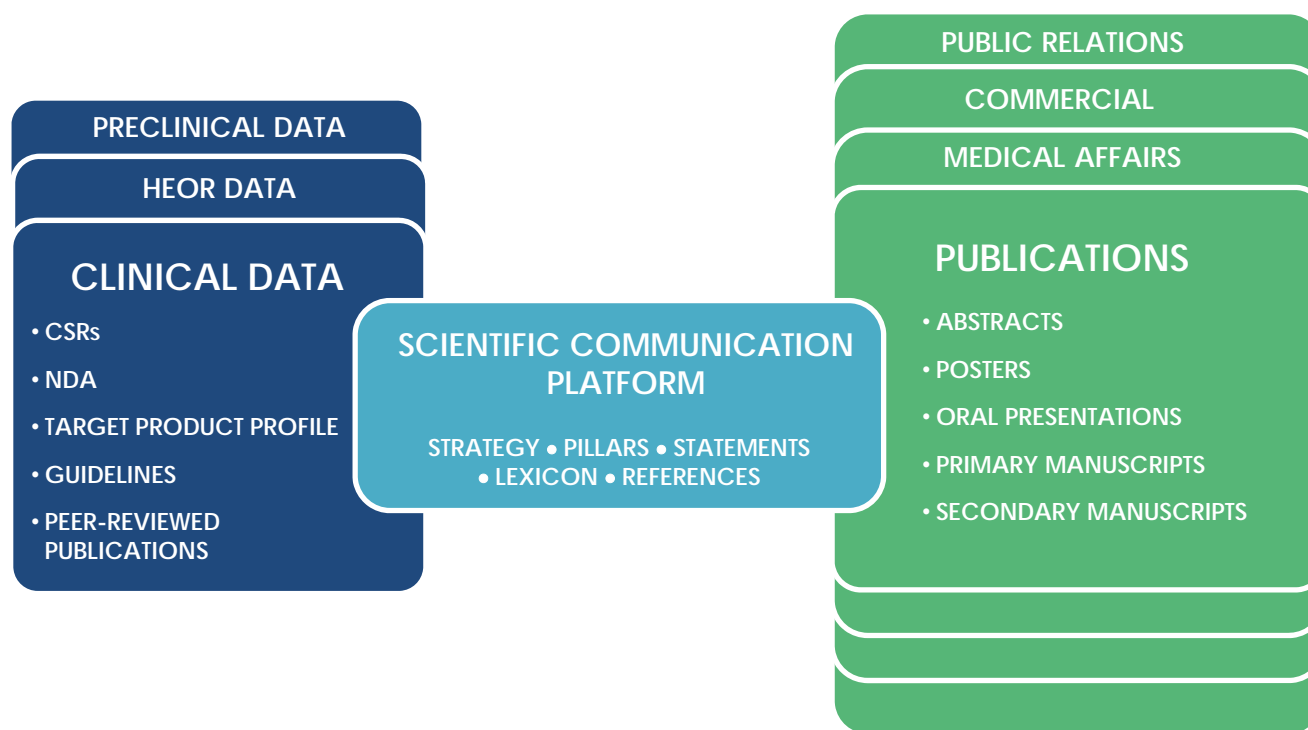 PRECLINICAL DATA
HEOR DATA
CLINICAL DATA
• CSRs
• NDA
• TARGET PRODUCT PROFILE
• GUIDELINES
• PEER-REVIEWED
PUBLICATIONS
SCIENTIFIC COMMUNICATION
PLATFORM
STRATEGY ● PILLARS ● STATEMENTS
● LEXICON ● REFERENCES
PUBLIC RELATIONS
COMMERCIAL
MEDICAL AFFAIRS
PUBLICATIONS
• ABSTRACTS
• POSTERS
• ORAL PRESENTATIONS
• PRIMARY MANUSCRIPTS
• SECONDARY MANUSCRIPTS